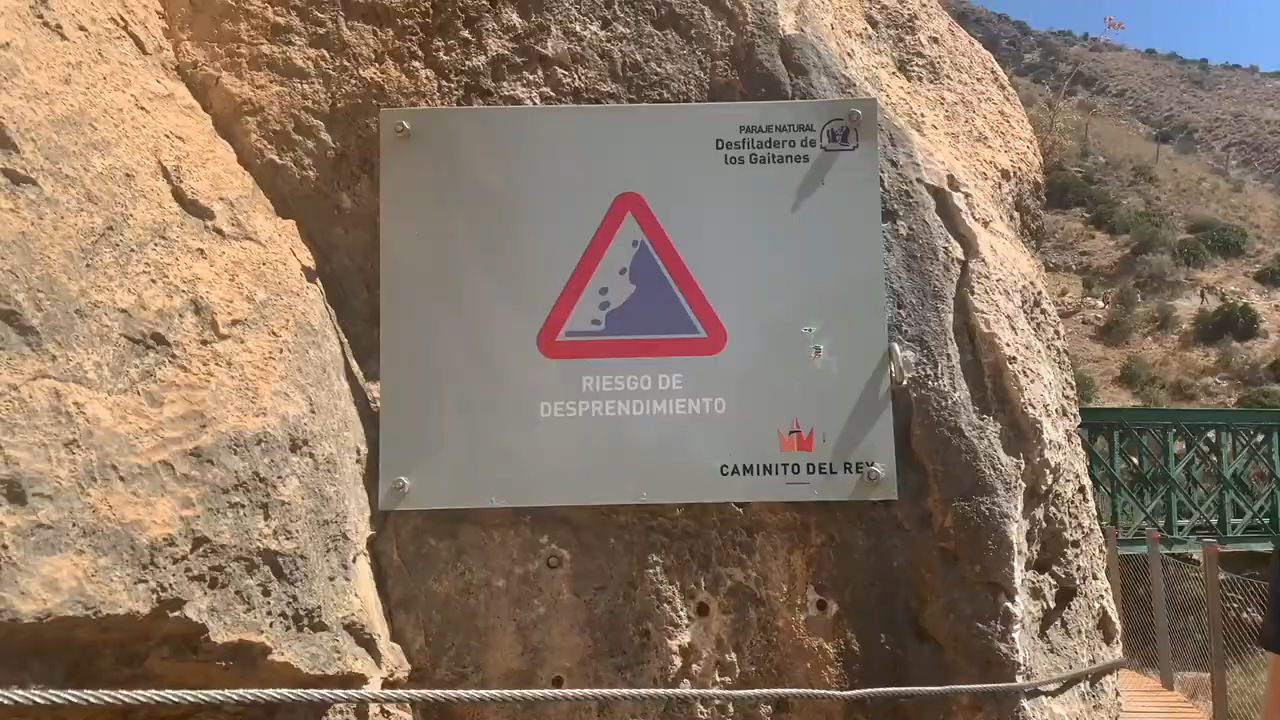 PARAJE NATURAL
Desfiladero de
los Gaitanes
RIESGO DE
DESPRENDIMIENTO
CAMINITO DEL REY